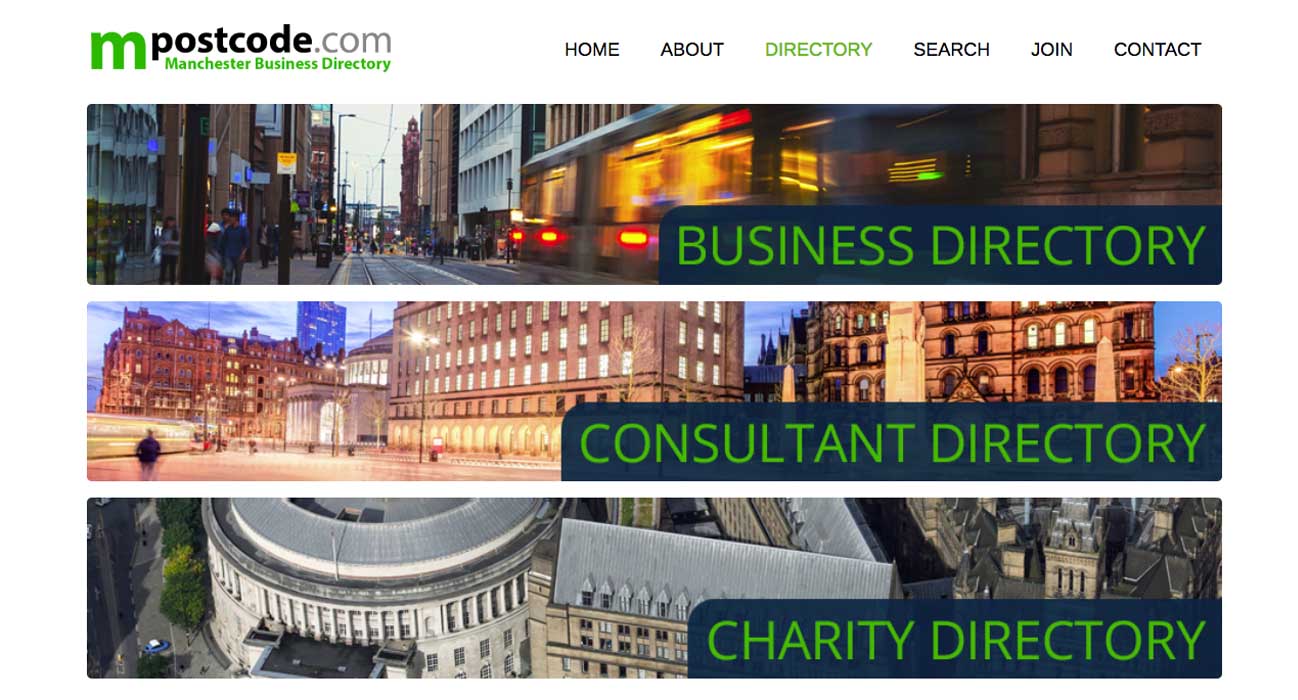 mpostcode.com
Manchester Business Directory
HOME ABOUT DIRECTORY SEARCH JOIN CONTACT
BUSINESS DIRECTORY
CONSULTANT DIRECTORY
CHARITY DIRECTORY